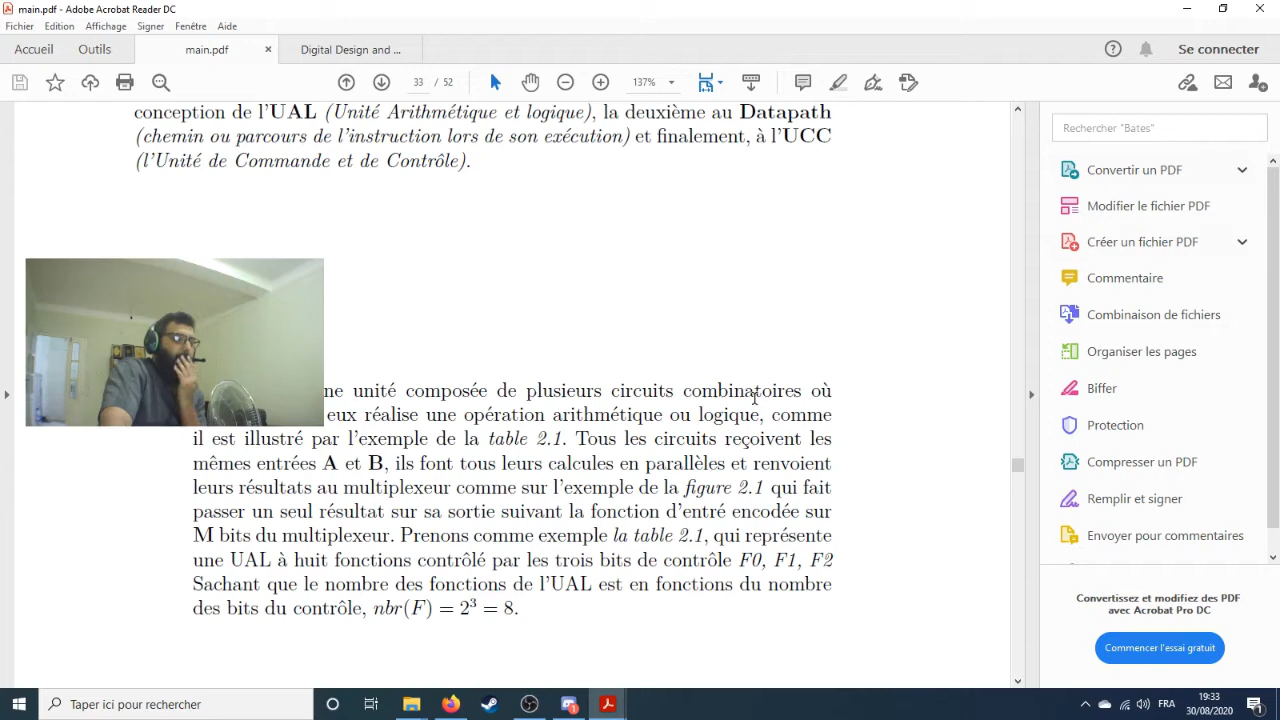 main.pdf - Adobe Acrobat Reader DC
Fichier Edition Affichage Signer Fenêtre Aide
Accueil Outils main.pdf × Digital Design and ... Se connecter
33 / 52 137%
conception de l'UAL (Unité Arithmétique et logique), la deuxième au Datapath
(chemin ou parcours de l'instruction lors de son exécution) et finalement, à l'UCC
(l'Unité de Commande et de Contrôle).
ne unité composée de plusieurs circuits combinatoires où
eux réalise une opération arithmétique ou logique, comme
il est illustré par l'exemple de la table 2.1. Tous les circuits reçoivent les
mêmes entrées A et B, ils font tous leurs calcules en parallèles et renvoient
leurs résultats au multiplexeur comme sur l'exemple de la figure 2.1 qui fait
passer un seul résultat sur sa sortie suivant la fonction d'entré encodée sur
M bits du multiplexeur. Prenons comme exemple la table 2.1, qui représente
une UAL à huit fonctions contrôlé par les trois bits de contrôle F0, F1, F2
Sachant que le nombre des fonctions de l'UAL est en fonctions du nombre
des bits du contrôle, nbr(F) = 2³ = 8.
Rechercher "Bates"
Convertir un PDF
Modifier le fichier PDF
Créer un fichier PDF
Commentaire
Combinaison de fichiers
Organiser les pages
Biffer
Protection
Compresser un PDF
Remplir et signer
Envoyer pour commentaires
Convertissez et modifiez des PDF
avec Acrobat Pro DC
Commencer l'essai gratuit
Taper ici pour rechercher
FRA
19:33
30/08/2020
1